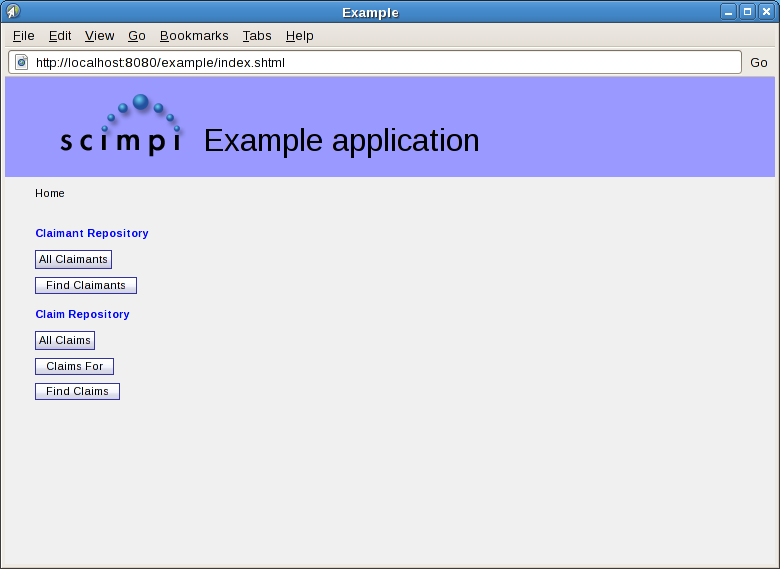 Example
File Edit View Go Bookmarks Tabs Help
http://localhost:8080/example/index.shtml Go
scimpi Example application
Home
Claimant Repository
All Claimants
Find Claimants
Claim Repository
All Claims
Claims For
Find Claims